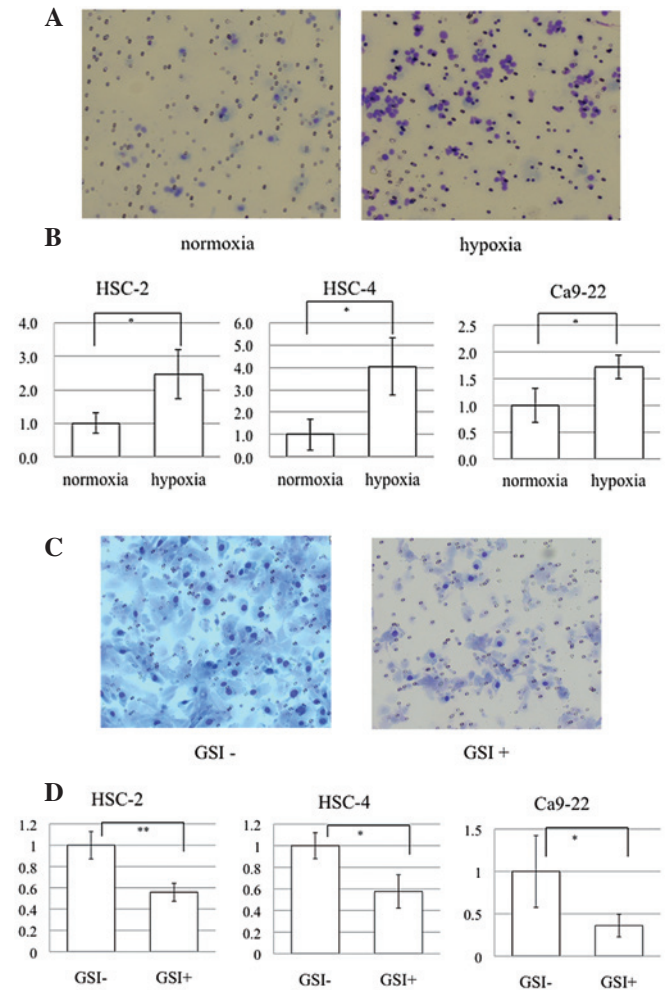 A
normoxia hypoxia
B
HSC-2 HSC-4 Ca9-22
4.0 6.0 2.5
* * *
3.0 5.0 2.0
2.0 4.0 1.5
1.0 3.0 1.0
0.0 2.0 0.5
1.0 0.0
0.0
normoxia hypoxia normoxia hypoxia normoxia hypoxia
C
GSI - GSI +
D
HSC-2 HSC-4 Ca9-22
1.2 1.2 1.5
** * *
1 1 1
0.8 0.8 0.5
0.6 0.6 0
0.4 0.4
0.2 0.2
0 0
GSI- GSI+ GSI- GSI+ GSI- GSI+